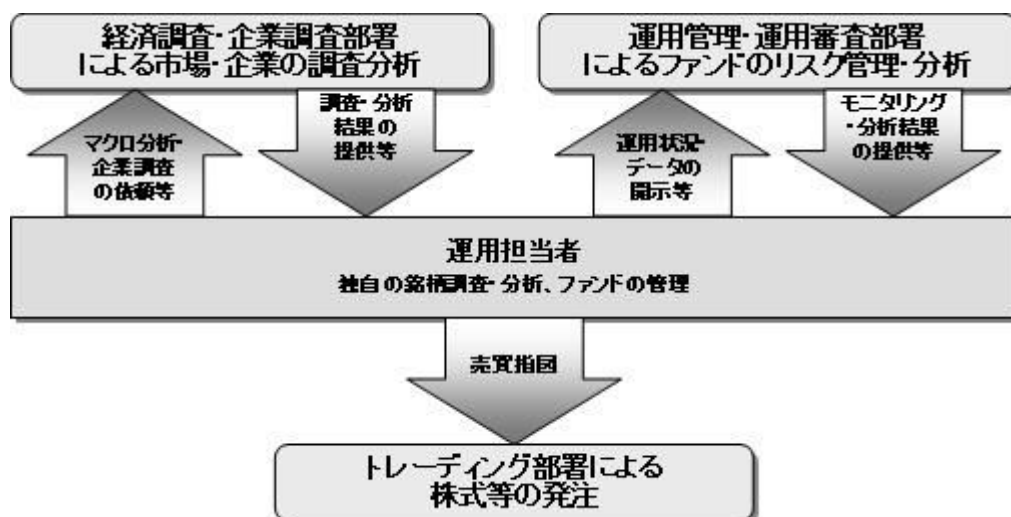 経済調査・企業調査部署
による市場・企業の調査分析
運用管理・運用審査部署
によるファンドのリスク管理・分析
マクロ分析・
企業調査
の依頼等
調査・分析
結果の
提供等
運用状況・
データの
開示等
モニタリング
・分析結果
の提供等
運用担当者
独自の銘柄調査・分析、ファンドの管理
売買指図
トレーディング部署による
株式等の発注